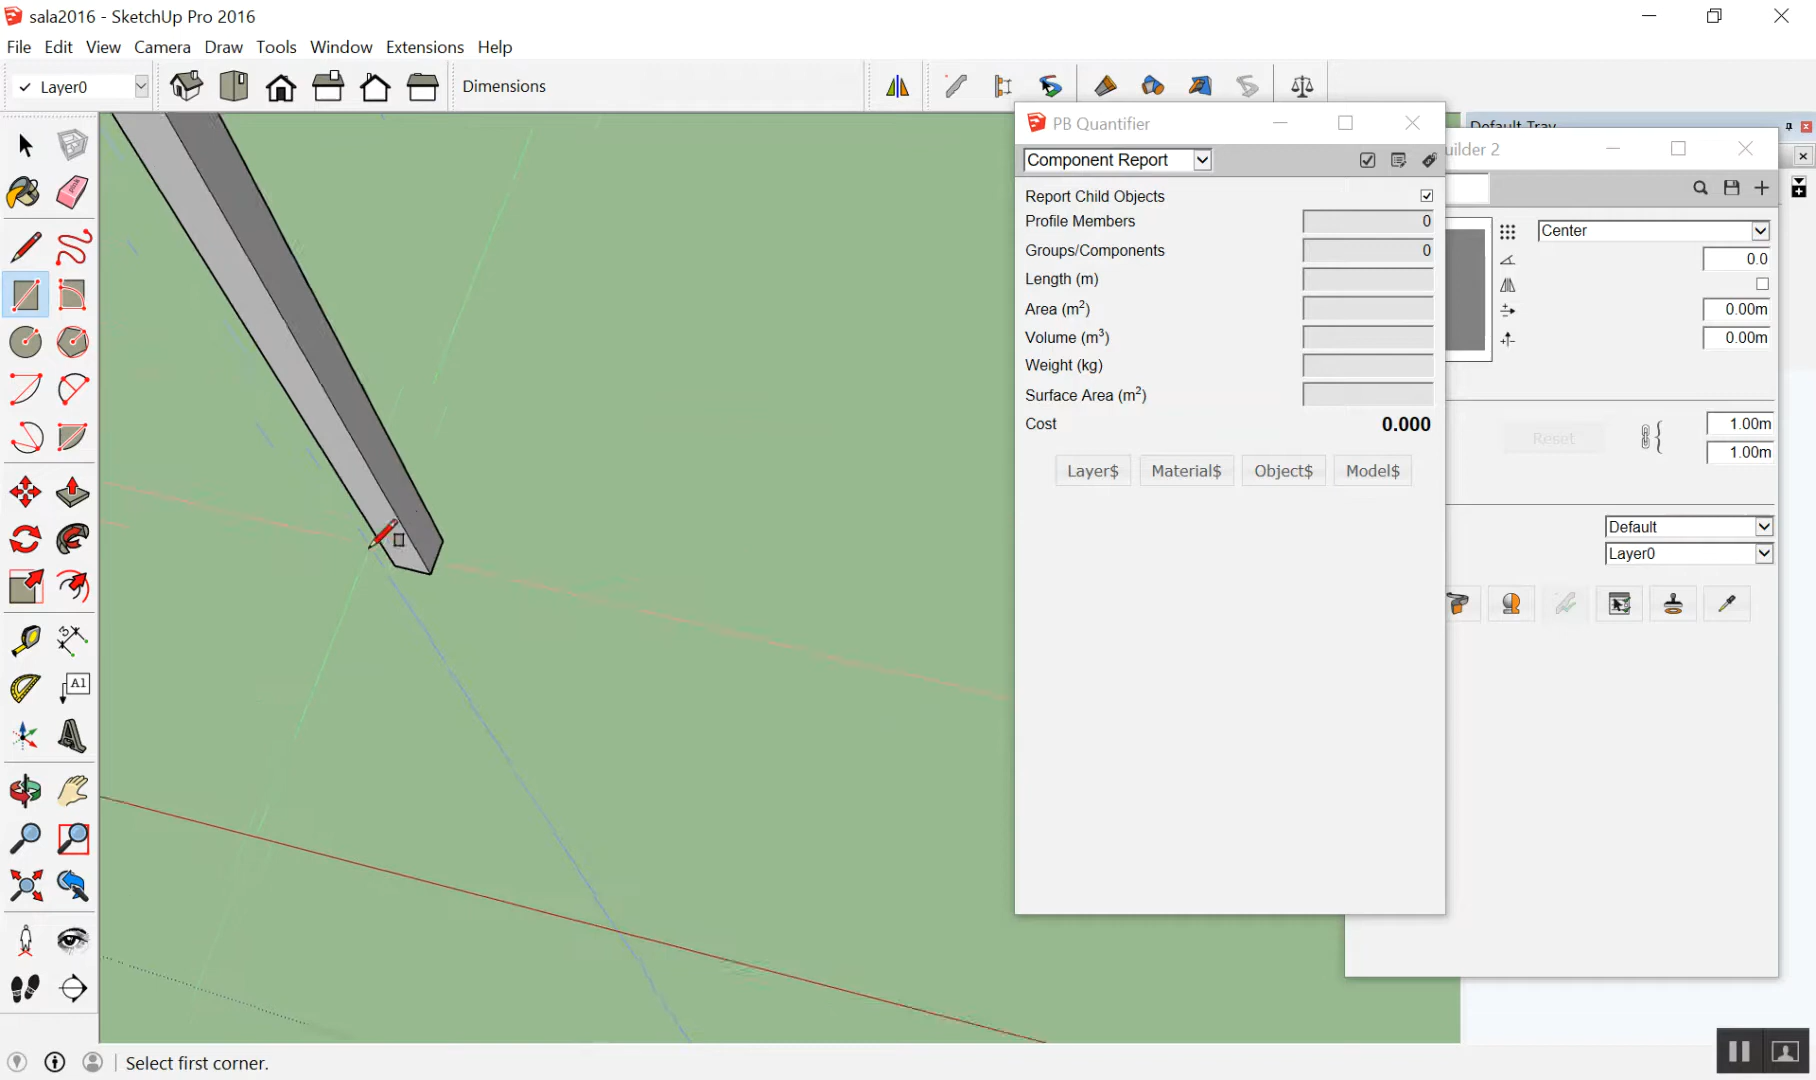 sala2016 - SketchUp Pro 2016
File Edit View Camera Draw Tools Window Extensions Help
Layer0
Dimensions
Default Tray
PB Quantifier
uilder 2
Component Report
Report Child Objects
Profile Members 0
Groups/Components 0
Length (m)
Area (m²)
Volume (m³)
Weight (kg)
Surface Area (m²)
Cost 0.000
Layer$ Material$ Object$ Model$
Center
0.0
0.00m
0.00m
Reset
1.00m
1.00m
Default
Layer0
A1
Select first corner.